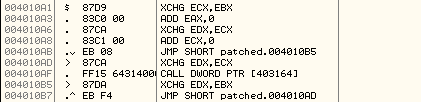 004010A1 $ 87D9 XCHG ECX,EBX
004010A3 . 83C0 00 ADD EAX,0
004010A6 . 87CA XCHG EDX,ECX
004010A8 . 83C1 00 ADD ECX,0
004010AB .v EB 08 JMP SHORT patched.004010B5
004010AD > 87CA XCHG EDX,ECX
004010AF . FF15 64314000 CALL DWORD PTR [403164]
004010B5 > 87DA XCHG EDX,EBX
004010B7 .^ EB F4 JMP SHORT patched.004010AD